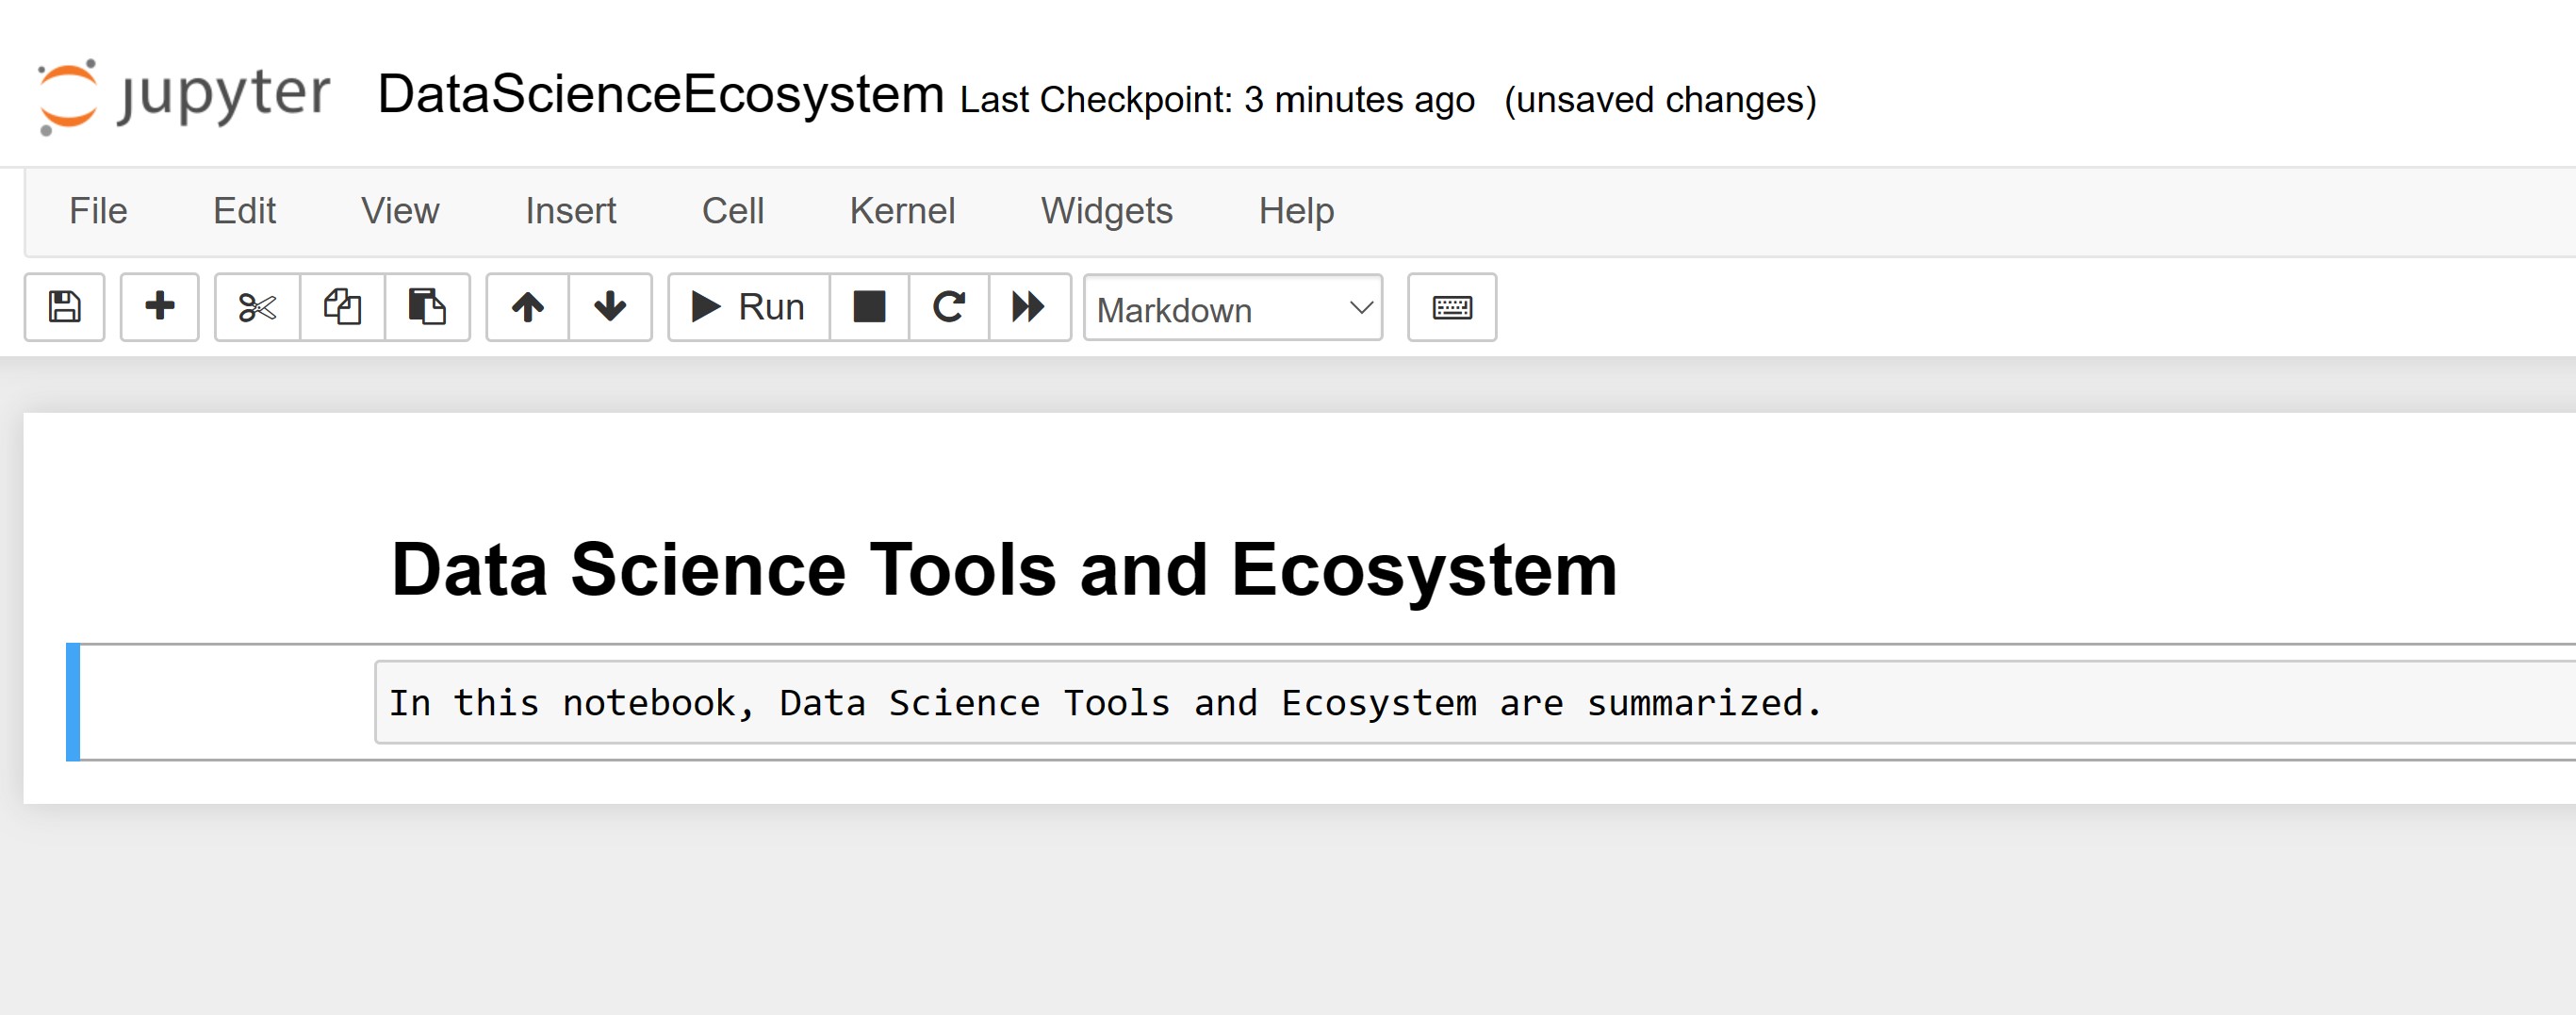 jupyter DataScienceEcosystem Last Checkpoint: 3 minutes ago (unsaved changes)
File Edit View Insert Cell Kernel Widgets Help
Run Markdown
Data Science Tools and Ecosystem
In this notebook, Data Science Tools and Ecosystem are summarized.